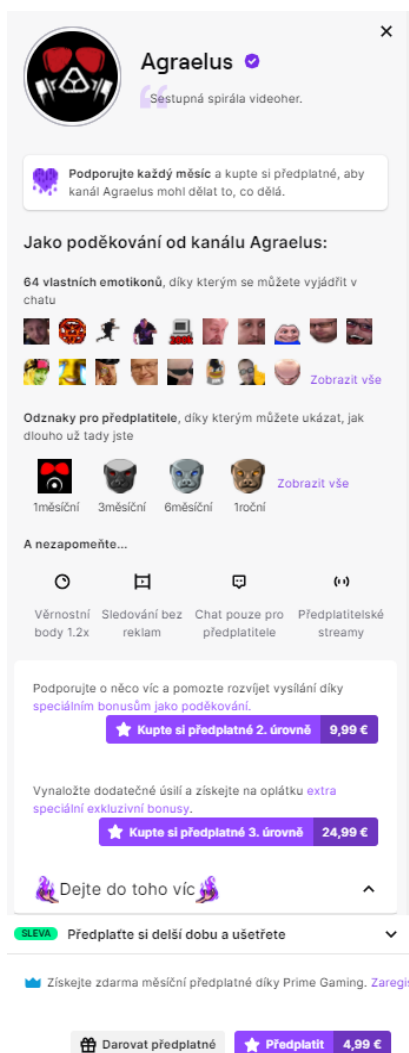 Agraelus
Sestupná spirála videoher.
Podporujte každý měsíc a kupte si předplatné, aby
kanál Agraelus mohl dělat to, co dělá.
Jako poděkování od kanálu Agraelus:
64 vlastních emotikonů, díky kterým se můžete vyjádřit v
chatu
Zobrazit vše
Odznaky pro předplatitele, díky kterým můžete ukázat, jak
dlouho už tady jste
Zobrazit vše
1měsíční 3měsíční 6měsíční 1roční
A nezapomeňte...
Věrnostní body 1.2x
Sledování bez reklam
Chat pouze pro předplatitele
Předplatitelské streamy
Podporujte o něco víc a pomozte rozvíjet vysílání díky
speciálním bonusům jako poděkování.
Kupte si předplatné 2. úrovně 9,99 €
Vynaložte dodatečné úsilí a získejte na oplátku extra
speciální exkluzivní bonusy.
Kupte si předplatné 3. úrovně 24,99 €
Dejte do toho víc
SLEVA Předplaťte si delší dobu a ušetřete
Získejte zdarma měsíční předplatné díky Prime Gaming. Zaregis
Darovat předplatné Předplatit 4,99 €